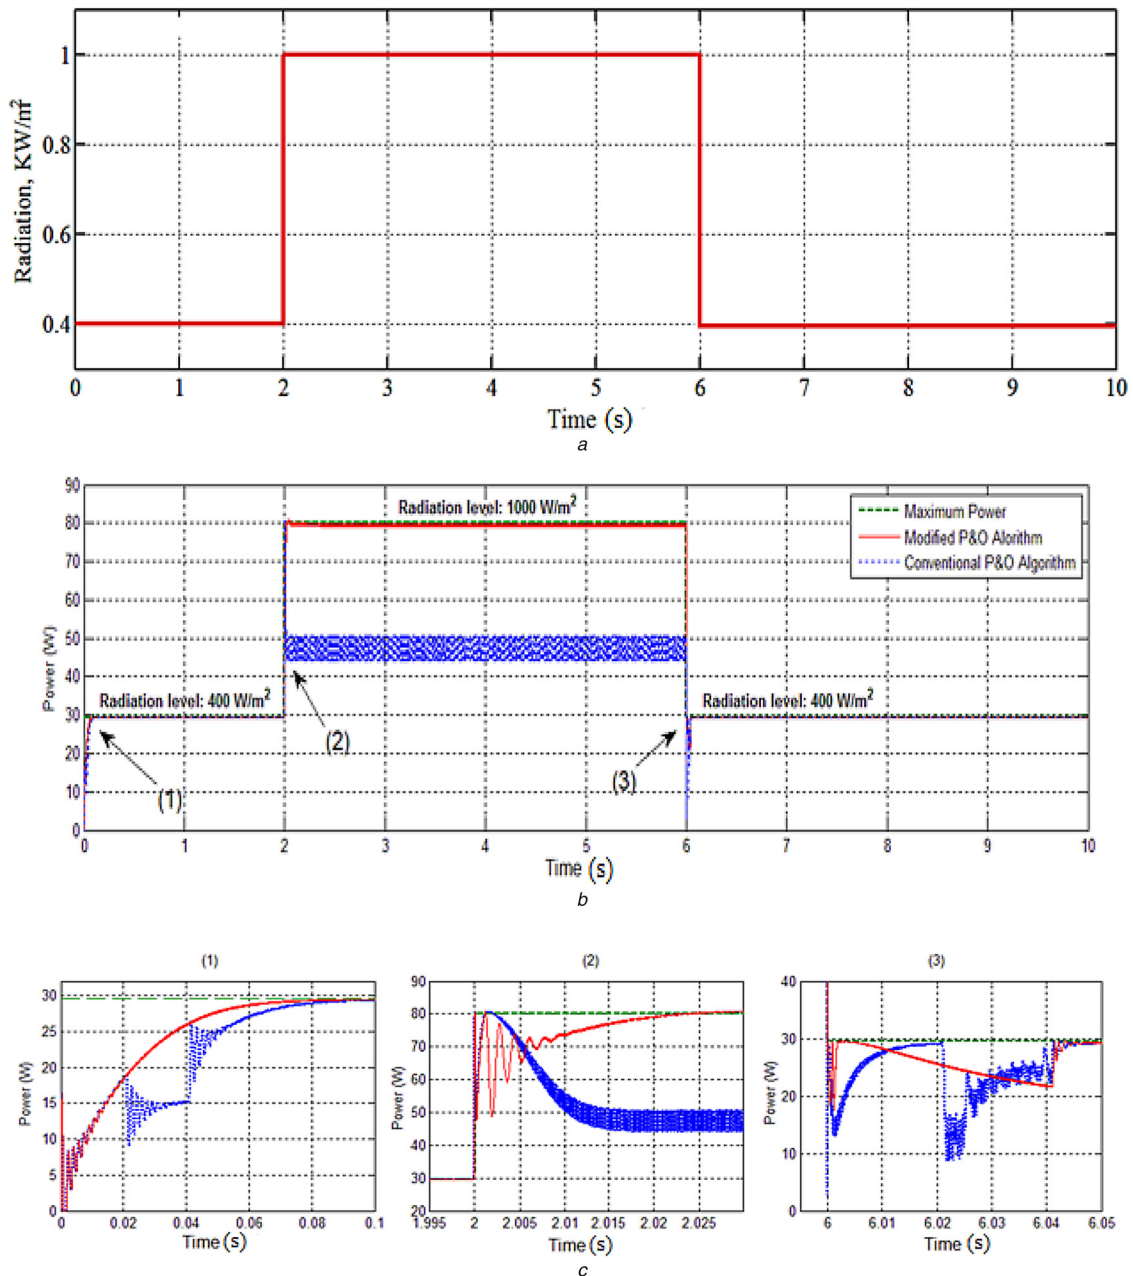 1
0.8
0.6
0.4
Radiation, KW/m²
0 1 2 3 4 5 6 7 8 9 10
Time (s)
a
90
80
70
60
50
40
30
20
10
0
Power (W)
Radiation level: 1000 W/m²
Maximum Power
Modified P&O Alorithm
Conventional P&O Algorithm
Radiation level: 400 W/m²
Radiation level: 400 W/m²
(1)
(2)
(3)
0 1 2 3 4 5 6 7 8 9 10
Time (s)
b
(1)
30
25
20
15
10
5
0
Power (W)
0 0.02 0.04 0.06 0.08 0.1
Time (s)
(2)
90
80
70
60
50
40
30
20
Power (W)
1.995 2 2.005 2.01 2.015 2.02 2.025
Time (s)
(3)
40
30
20
10
0
Power (W)
6 6.01 6.02 6.03 6.04 6.05
Time (s)
c